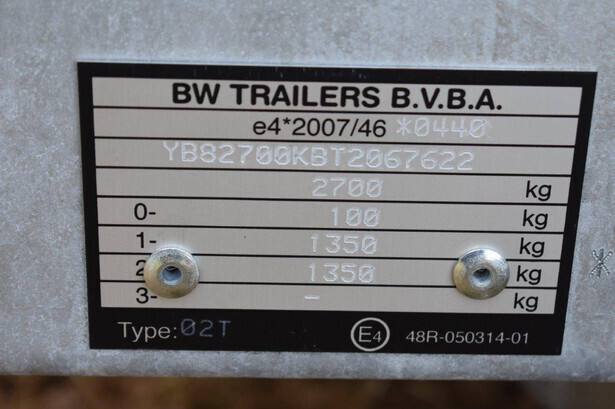 BW TRAILERS B.V.B.A.
e4*2007/46 *0440
YB82700KBT2067622
2700 kg
0- 100 kg
1- 1350 kg
2 1350 kg
3- - kg
Type: 02T E4 48R-050314-01